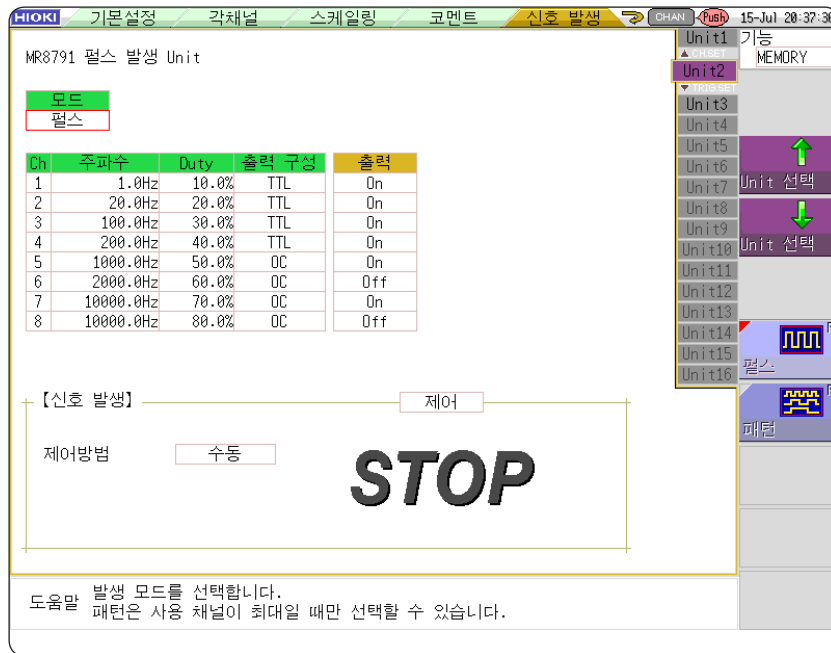 HIOKI 기본설정 각채널 스케일링 코멘트 신호 발생 CHAN Push 15-Jul 20:37:38
MR8791 펄스 발생 Unit
모드
펄스
Ch 주파수 Duty 출력 구성 출력
1 1.0Hz 10.0% TTL On
2 20.0Hz 20.0% TTL On
3 100.0Hz 30.0% TTL On
4 200.0Hz 40.0% TTL On
5 1000.0Hz 50.0% OC On
6 2000.0Hz 60.0% OC Off
7 10000.0Hz 70.0% OC On
8 10000.0Hz 80.0% OC Off
【신호 발생】 제어
제어방법 수동
STOP
도움말 발생 모드를 선택합니다.
패턴은 사용 채널이 최대일 때만 선택할 수 있습니다.
Unit1
▲ CH.SET
Unit2
▼ TRIG.SET
Unit3
Unit4
Unit5
Unit6
Unit7
Unit8
Unit9
Unit10
Unit11
Unit12
Unit13
Unit14
Unit15
Unit16
기능
MEMORY
Unit 선택
Unit 선택
펄스
패턴